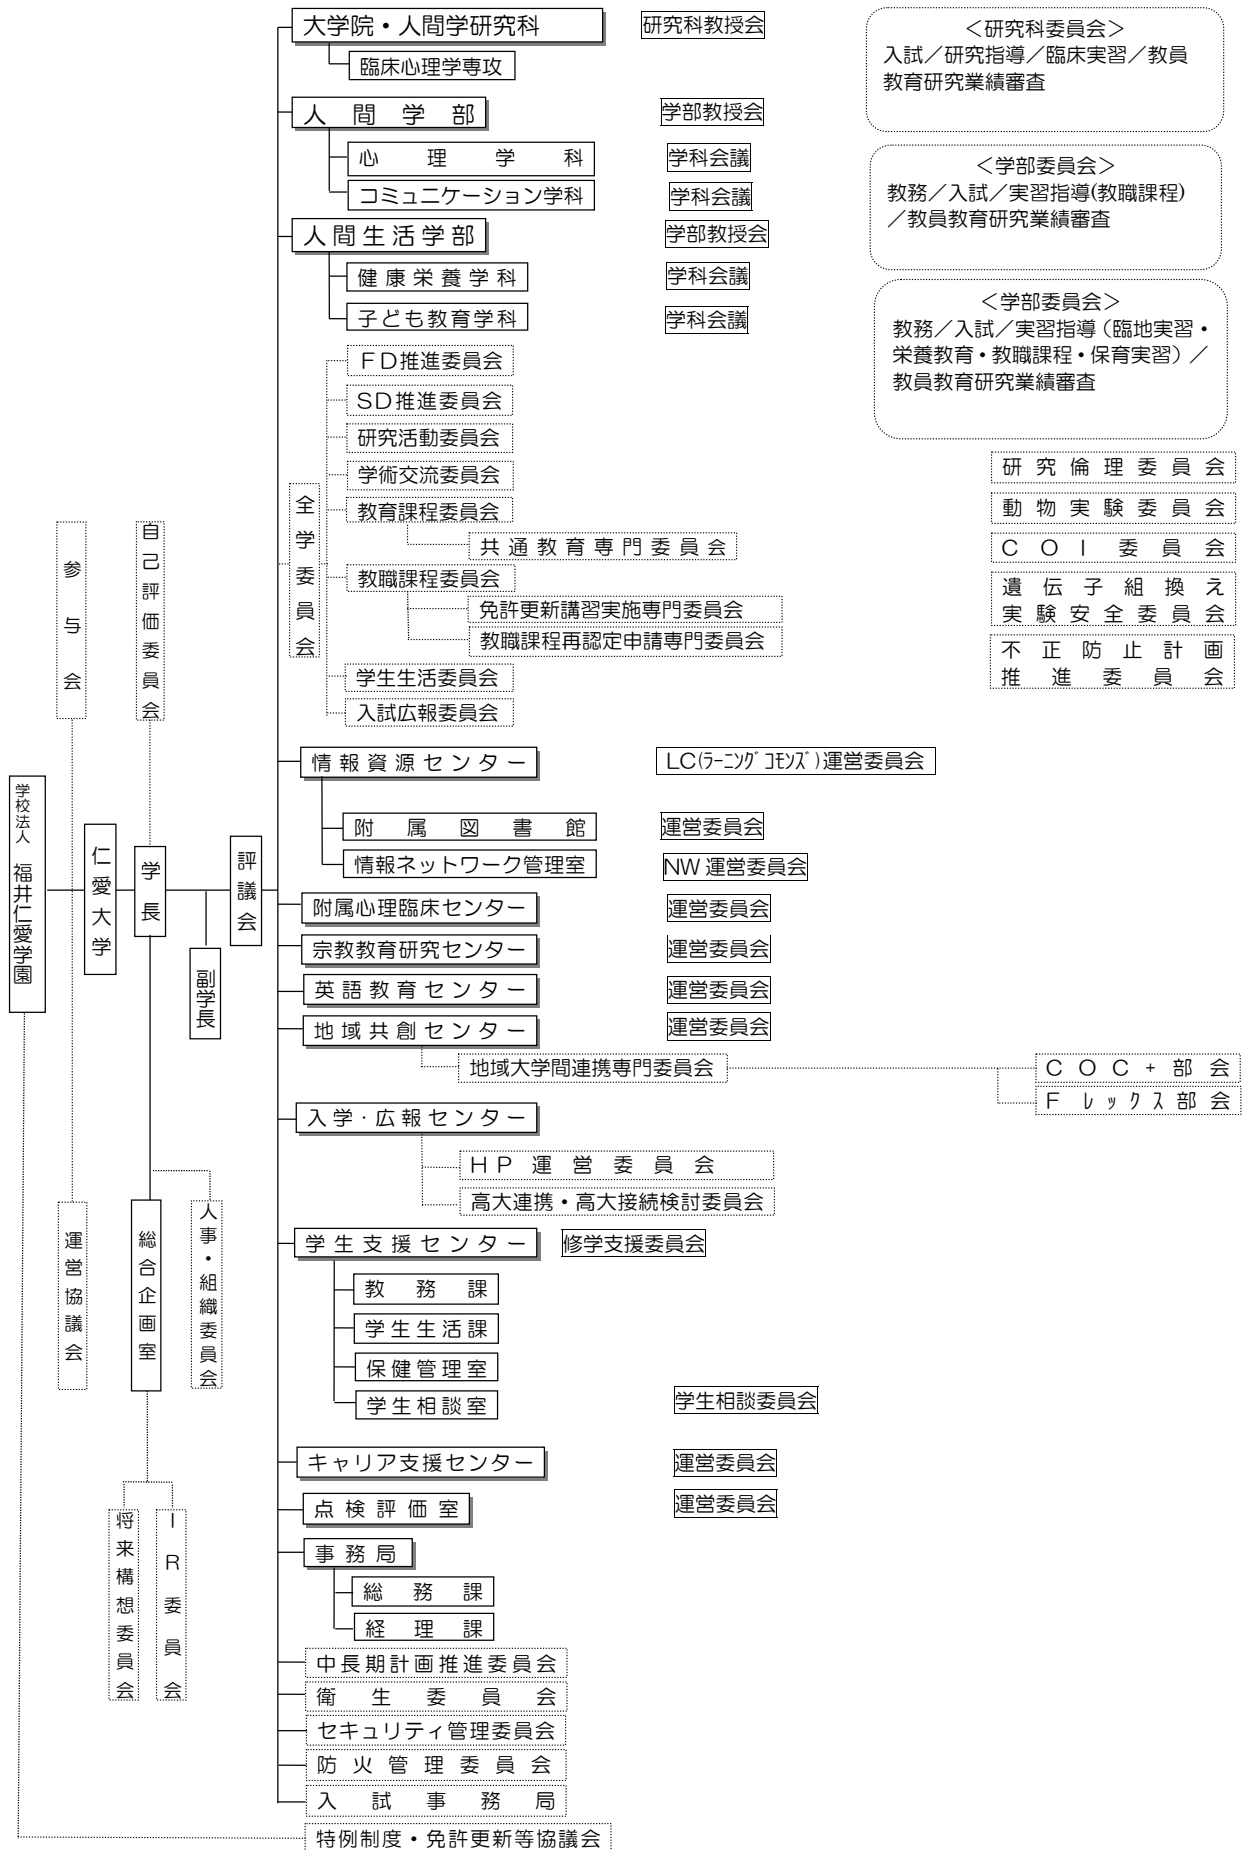 大学院・人間学研究科
研究科教授会
臨床心理学専攻
人間学部
学部教授会
心理学科
学科会議
コミュニケーション学科
学科会議
人間生活学部
学部教授会
健康栄養学科
学科会議
子ども教育学科
学科会議
＜研究科委員会＞
入試／研究指導／臨床実習／教員
教育研究業績審査
＜学部委員会＞
教務／入試／実習指導(教職課程)
／教員教育研究業績審査
＜学部委員会＞
教務／入試／実習指導（臨地実習・
栄養教育・教職課程・保育実習）／
教員教育研究業績審査
全学委員会
ＦＤ推進委員会
SD推進委員会
研究活動委員会
学術交流委員会
教育課程委員会
共通教育専門委員会
教職課程委員会
免許更新講習実施専門委員会
教職課程再認定申請専門委員会
学生生活委員会
入試広報委員会
研究倫理委員会
動物実験委員会
ＣＯＩ委員会
遺伝子組換え
実験安全委員会
不正防止計画
推進委員会
参与会
自己評価委員会
学校法人 福井仁愛学園
仁愛大学
学長
副学長
評議会
情報資源センター
LC(ﾗｰﾆﾝｸﾞｺﾓﾝｽﾞ)運営委員会
附属図書館
運営委員会
情報ネットワーク管理室
NW運営委員会
附属心理臨床センター
運営委員会
宗教教育研究センター
運営委員会
英語教育センター
運営委員会
地域共創センター
運営委員会
地域大学間連携専門委員会
ＣＯＣ+部会
Ｆﾚｯｸｽ部会
入学・広報センター
ＨＰ運営委員会
高大連携・高大接続検討委員会
学生支援センター
修学支援委員会
教務課
学生生活課
保健管理室
学生相談室
学生相談委員会
運営協議会
総合企画室
人事・組織委員会
将来構想委員会
ＩＲ委員会
キャリア支援センター
運営委員会
点検評価室
運営委員会
事務局
総務課
経理課
中長期計画推進委員会
衛生委員会
セキュリティ管理委員会
防火管理委員会
入試事務局
特例制度・免許更新等協議会